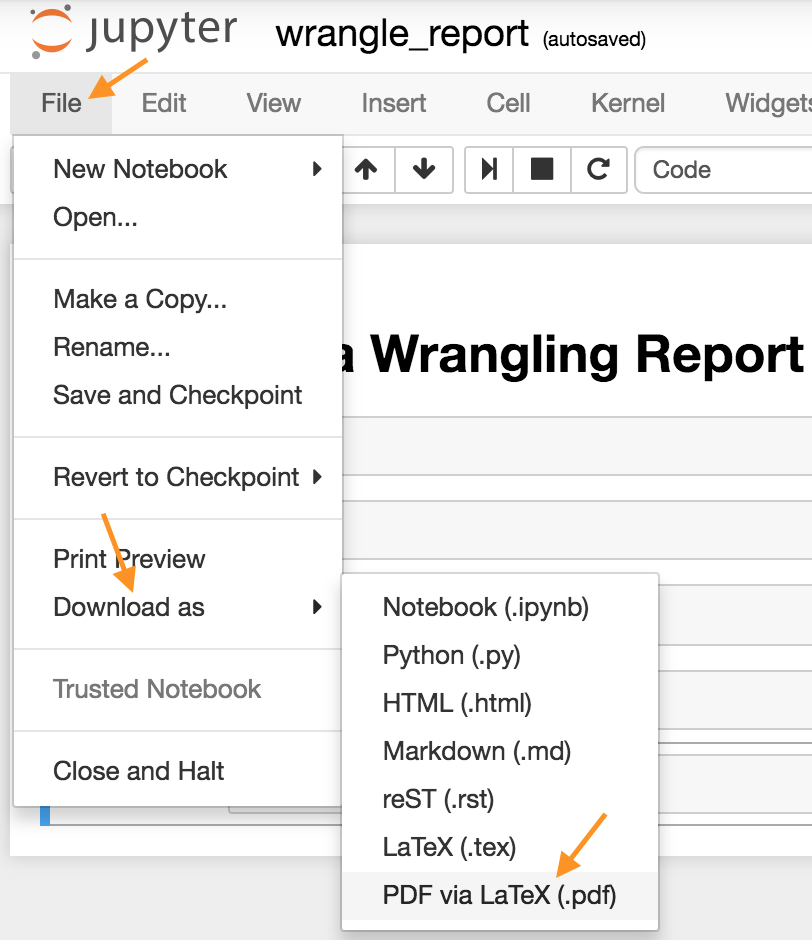 jupyter wrangle_report (autosaved)
File Edit View Insert Cell Kernel Widgets
Code
New Notebook
Open...
Make a Copy...
Rename...
Save and Checkpoint
Revert to Checkpoint
Print Preview
Download as
Trusted Notebook
Close and Halt
a Wrangling Report
Notebook (.ipynb)
Python (.py)
HTML (.html)
Markdown (.md)
reST (.rst)
LaTeX (.tex)
PDF via LaTeX (.pdf)